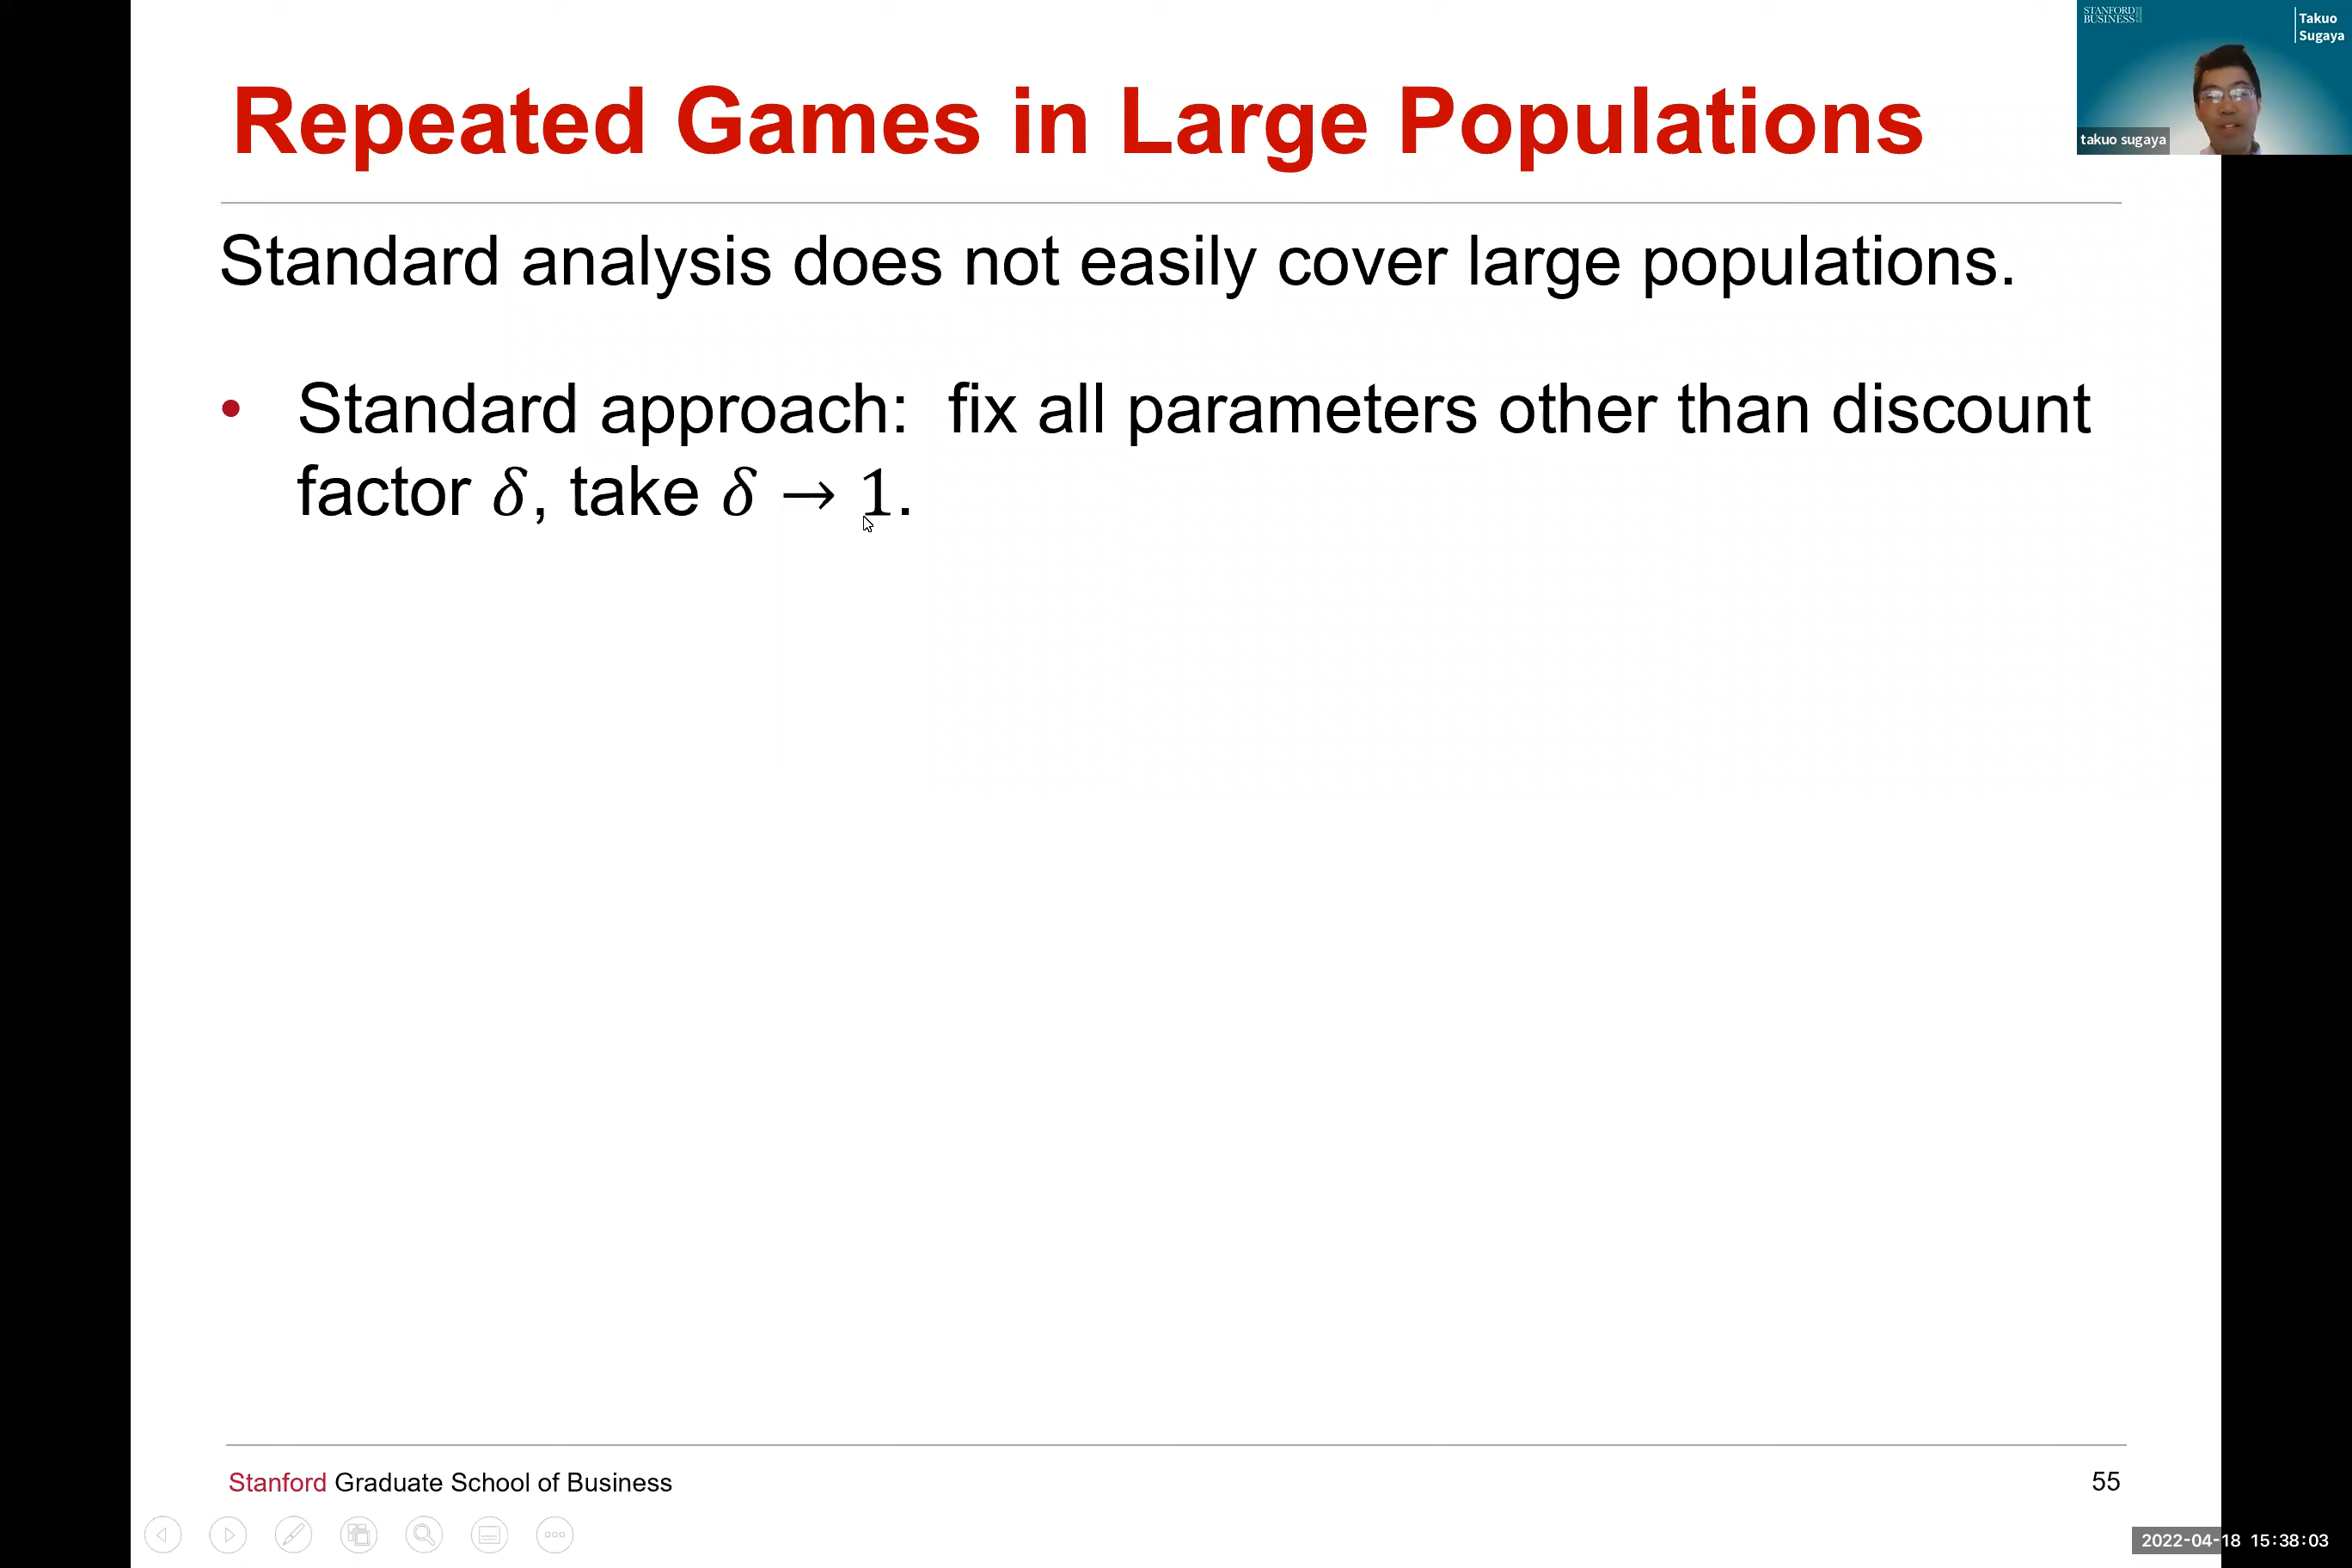 STANFORD
BUSINESS
Takuo
Sugaya
takuo sugaya
Repeated Games in Large Populations
Standard analysis does not easily cover large populations.
• Standard approach: fix all parameters other than discount
factor δ, take δ → 1.
Stanford Graduate School of Business
55
2022-04-18 15:38:03